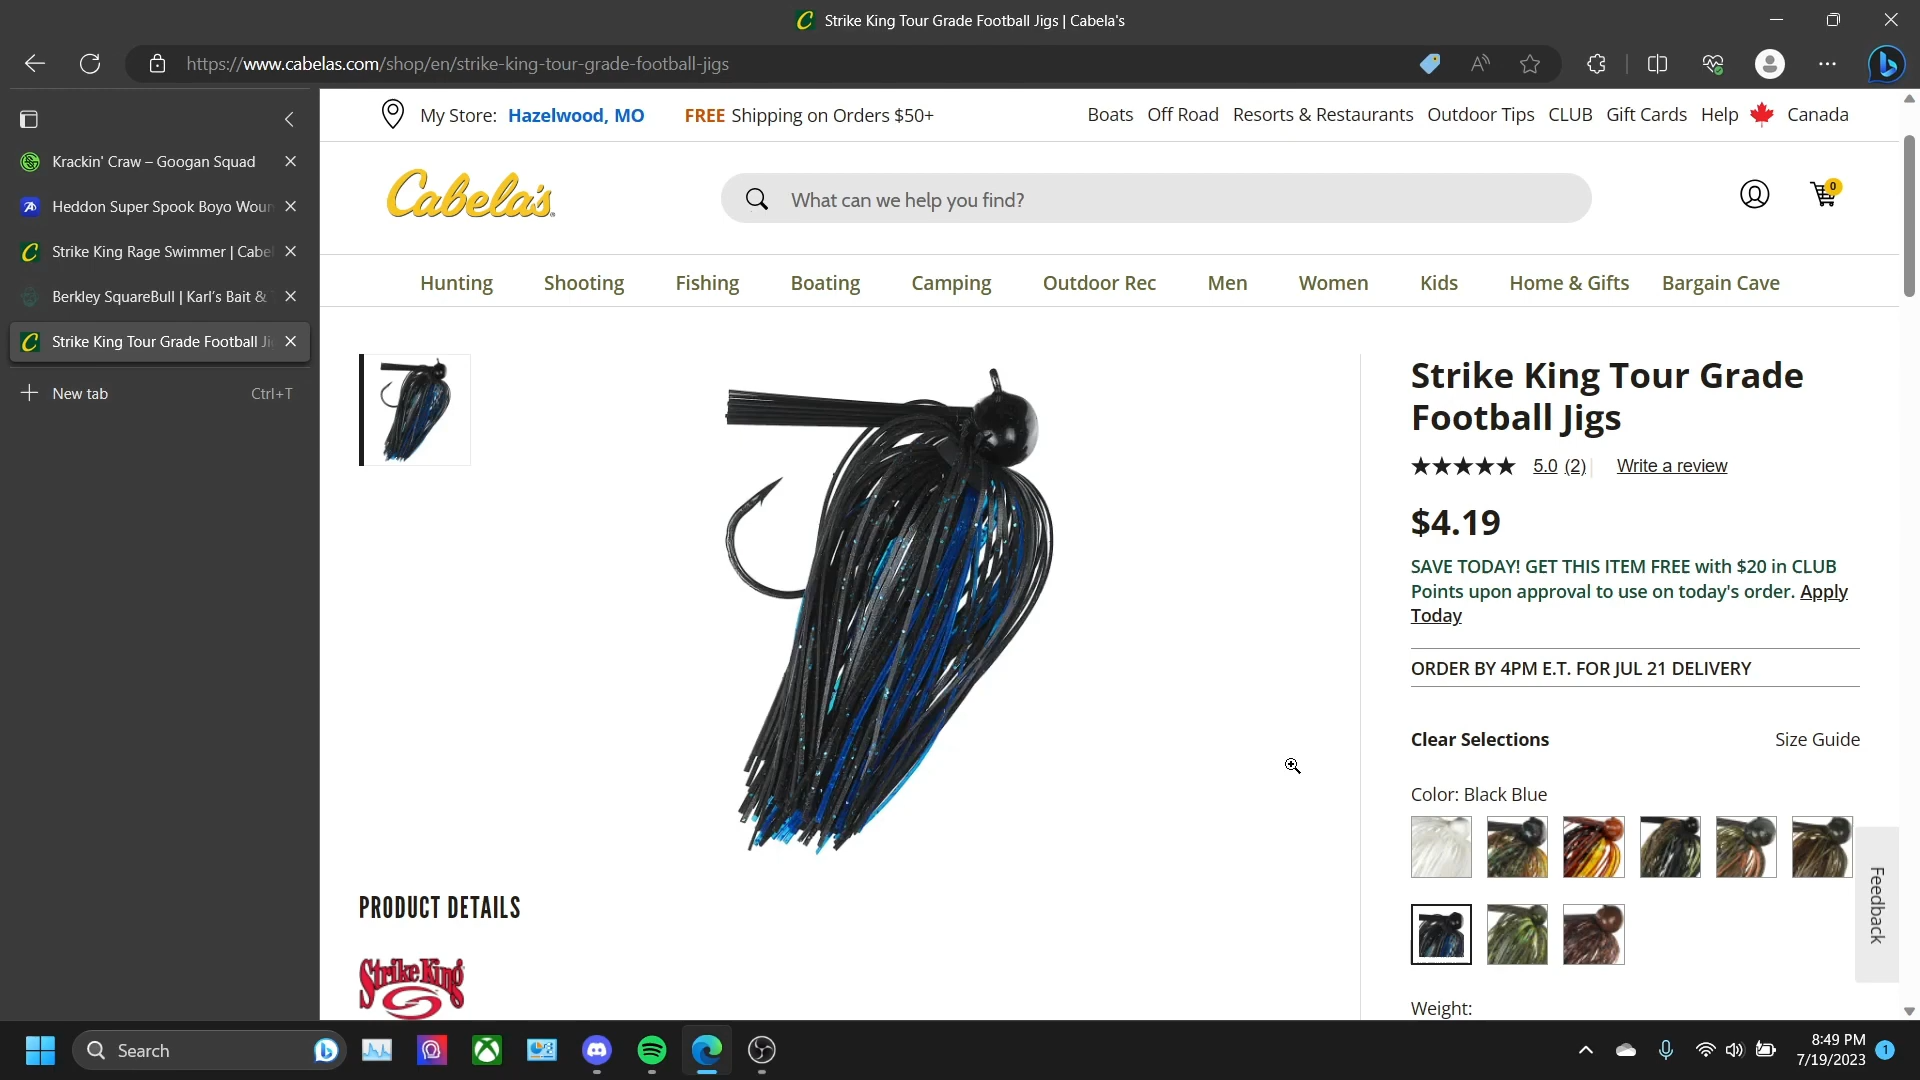 Strike King Tour Grade Football Jigs | Cabela's
https://www.cabelas.com/shop/en/strike-king-tour-grade-football-jigs
Krackin' Craw – Googan Squad
Heddon Super Spook Boyo Woun
Strike King Rage Swimmer | Cabel
Berkley SquareBull | Karl's Bait &
Strike King Tour Grade Football Ji
New tab Ctrl+T
My Store: Hazelwood, MO FREE Shipping on Orders $50+ Boats Off Road Resorts & Restaurants Outdoor Tips CLUB Gift Cards Help Canada
Cabela's
What can we help you find?
0
Hunting Shooting Fishing Boating Camping Outdoor Rec Men Women Kids Home & Gifts Bargain Cave
Strike King Tour Grade
Football Jigs
5.0 (2) Write a review
$4.19
SAVE TODAY! GET THIS ITEM FREE with $20 in CLUB
Points upon approval to use on today's order. Apply
Today
ORDER BY 4PM E.T. FOR JUL 21 DELIVERY
Clear Selections Size Guide
Color: Black Blue
Feedback
Weight:
PRODUCT DETAILS
Strike King
Search
8:49 PM
7/19/2023
1